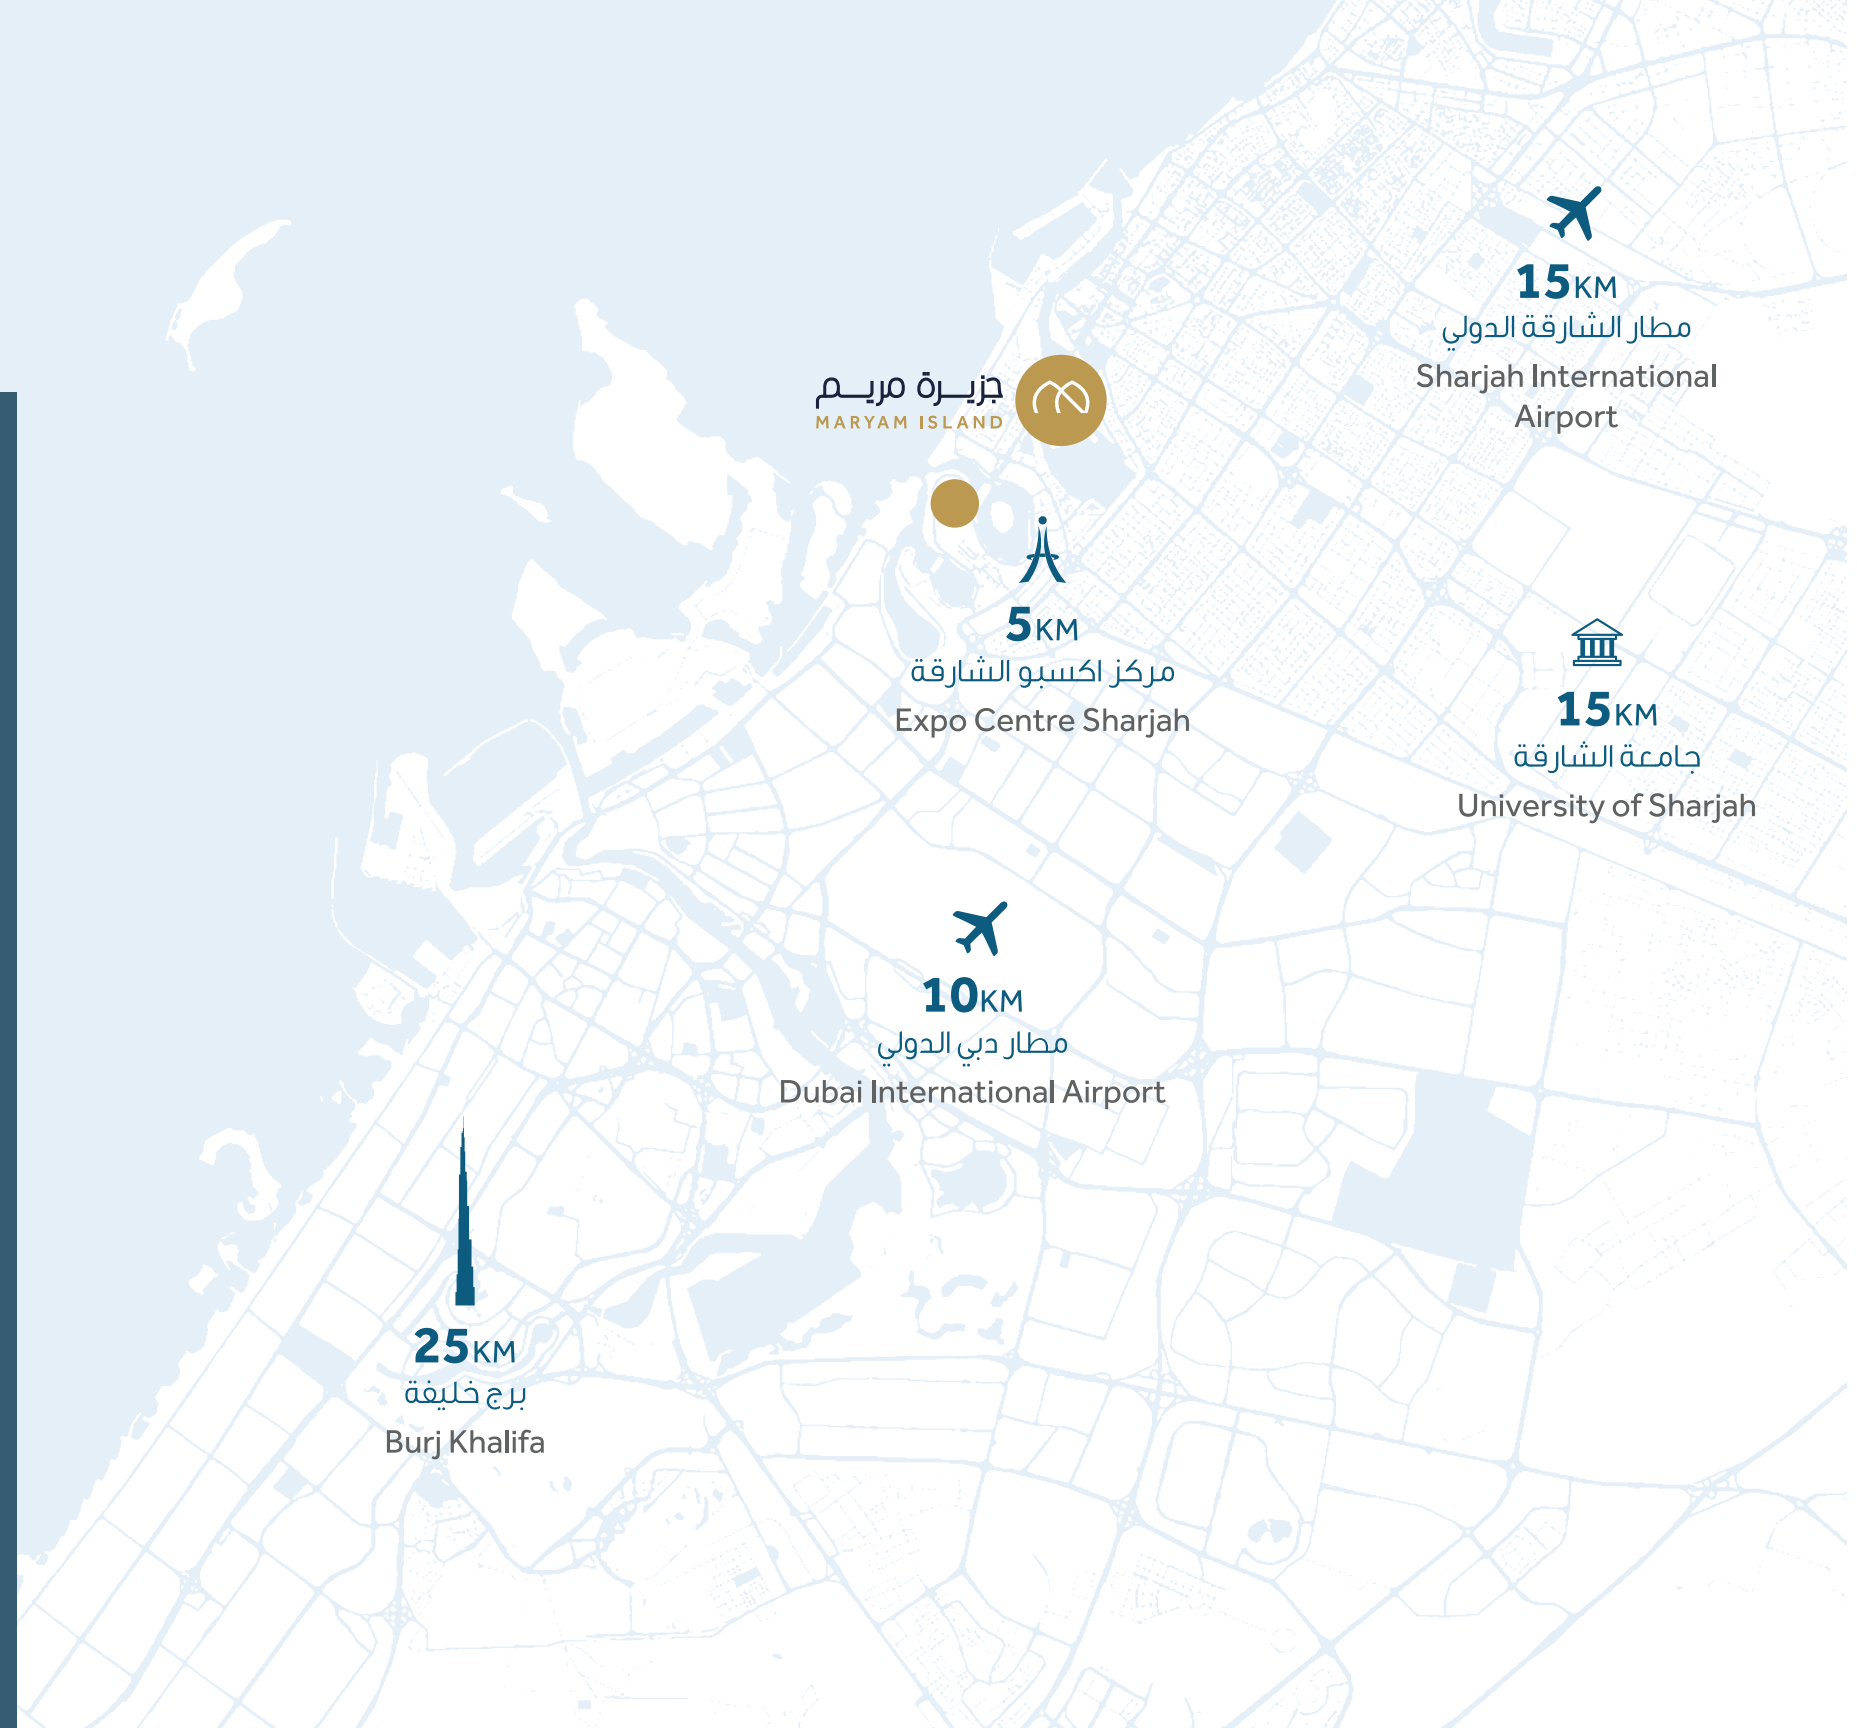 15KM
مطار الشارقة الدولي
Sharjah International
Airport
جزيــرة مريــم
MARYAM ISLAND
5KM
مركز اكسبو الشارقة
Expo Centre Sharjah
15KM
جامعة الشارقة
University of Sharjah
10KM
مطار دبي الدولي
Dubai International Airport
25KM
برج خليفة
Burj Khalifa